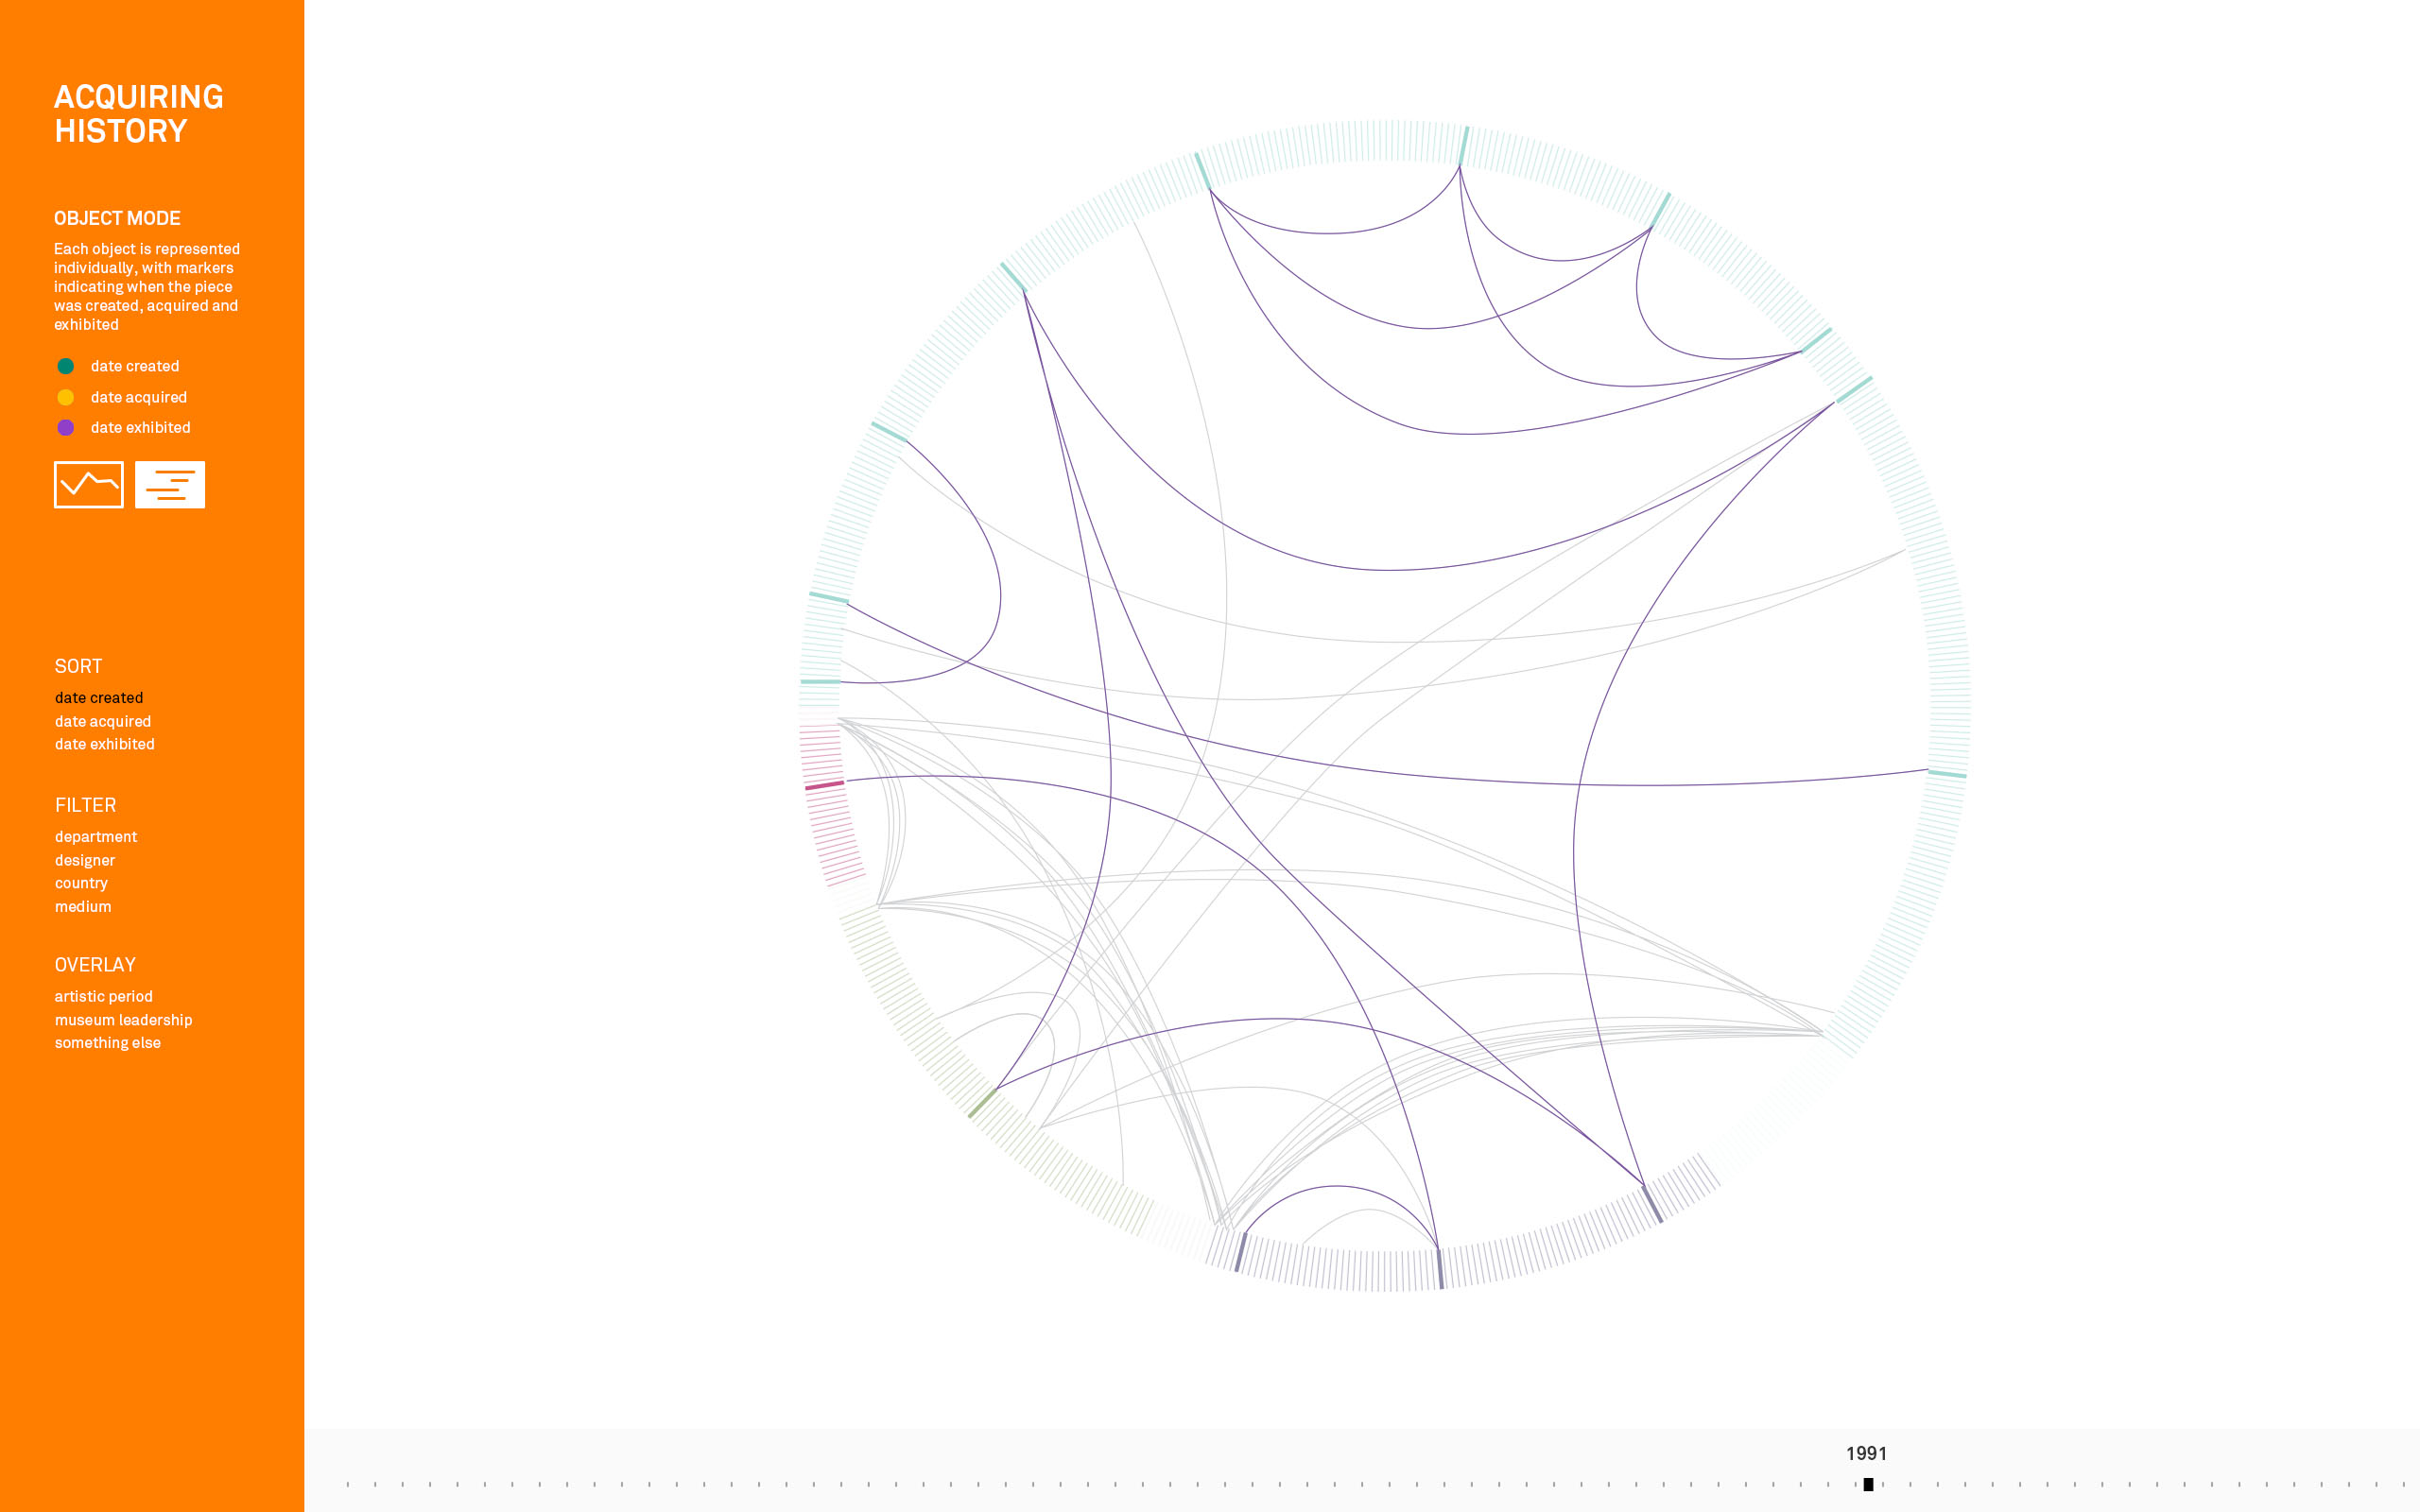 ACQUIRING
HISTORY
OBJECT MODE
Each object is represented
individually, with markers
indicating when the piece
was created, acquired and
exhibited
date created
date acquired
date exhibited
SORT
date created
date acquired
date exhibited
FILTER
department
designer
country
medium
OVERLAY
artistic period
museum leadership
something else
1991